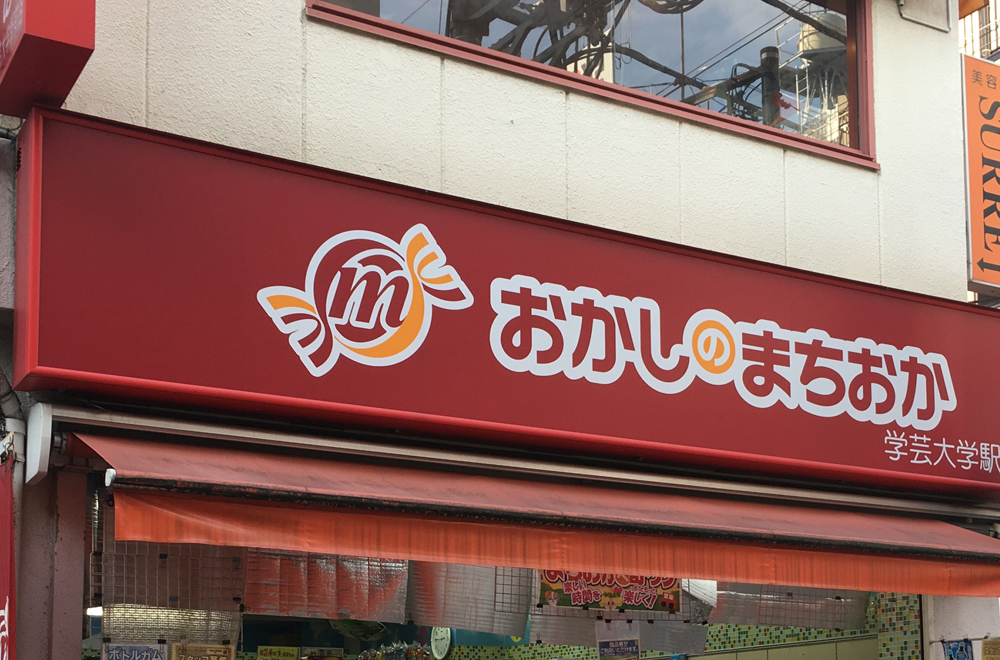 美容
SURRE
m
おかしのまちおか
学芸大学駅
楽しい
時間を 楽しく!
ボトルガム